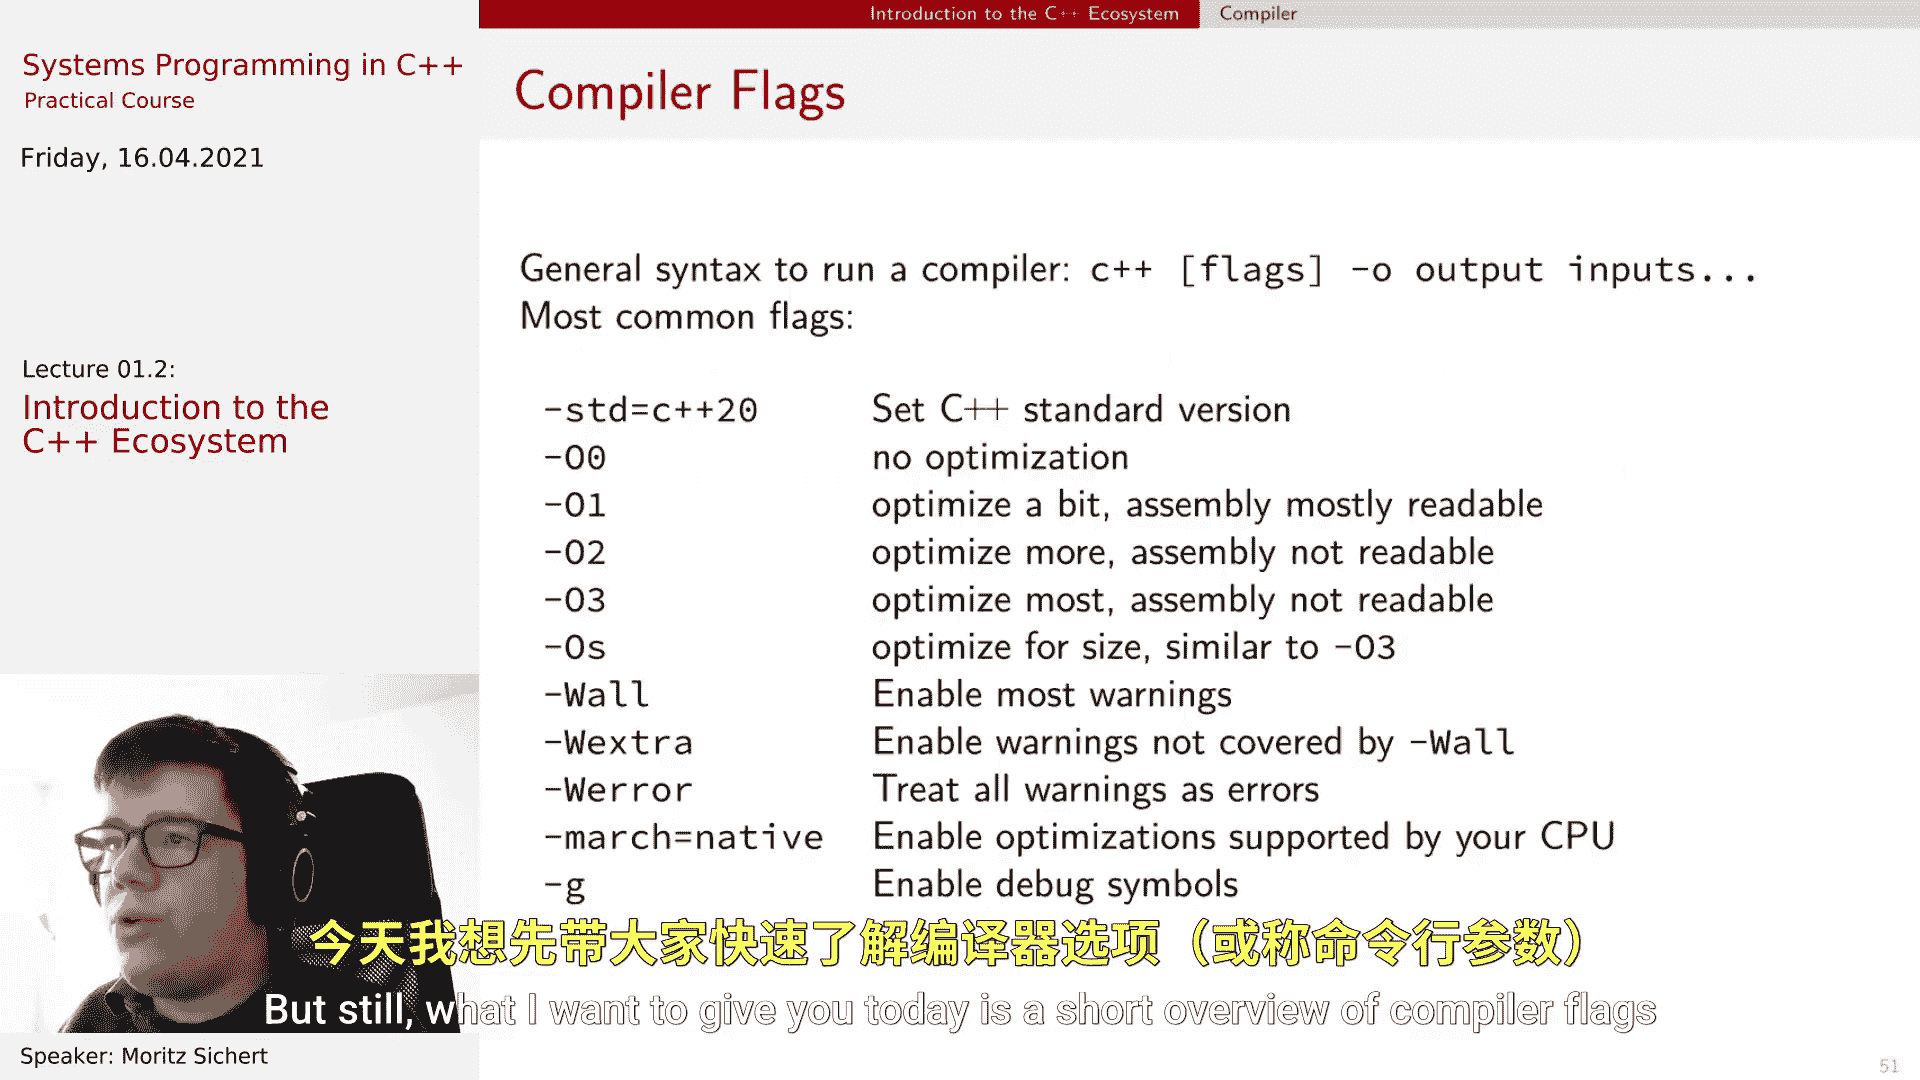 Introduction to the C++ Ecosystem
Compiler
Systems Programming in C++
Practical Course
Friday, 16.04.2021
Lecture 01.2:
Introduction to the
C++ Ecosystem
Compiler Flags
General syntax to run a compiler: c++ [flags] -o output inputs...
Most common flags:
-std=c++20 Set C++ standard version
-O0 no optimization
-O1 optimize a bit, assembly mostly readable
-O2 optimize more, assembly not readable
-O3 optimize most, assembly not readable
-Os optimize for size, similar to -O3
-Wall Enable most warnings
-Wextra Enable warnings not covered by -Wall
-Werror Treat all warnings as errors
-march=native Enable optimizations supported by your CPU
-g Enable debug symbols
今天我想先带大家快速了解编译器选项（或称命令行参数）
But still, what I want to give you today is a short overview of compiler flags
Speaker: Moritz Sichert
51